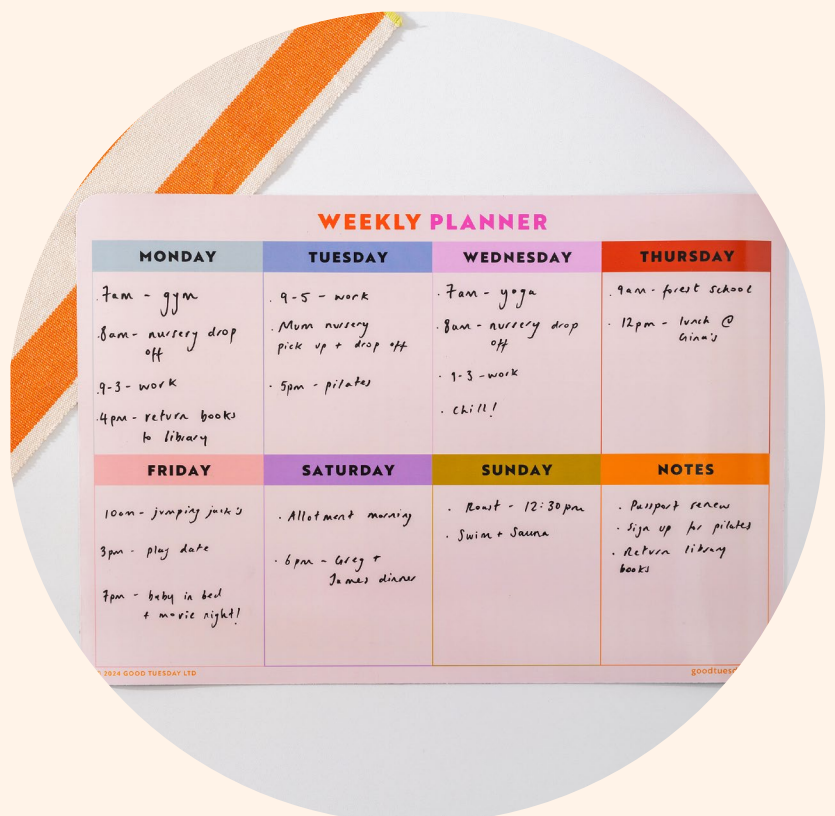 WEEKLY PLANNER
MONDAY
. 7am - gym
. 8am - nursery drop
off
. 9-3 - work
. 4pm - return books
to library
TUESDAY
. 9-5 - work
. Mum nursery
pick up + drop off
. 5pm - pilates
WEDNESDAY
. 7am - yoga
. 8am - nursery drop
off
. 9-3 - work
. Chill!
THURSDAY
. 9am - forest school
. 12pm - lunch @
Gina's
FRIDAY
10am - jumping jack's
3pm - play date
7pm - baby in bed
+ movie night!
SATURDAY
. Allotment morning
. 6pm - Greg +
James dinner
SUNDAY
. Roast - 12:30pm
. Swim + Sauna
NOTES
. Passport renew
. Sign up for pilates
. Return library
books
2024 GOOD TUESDAY LTD
goodtuesd